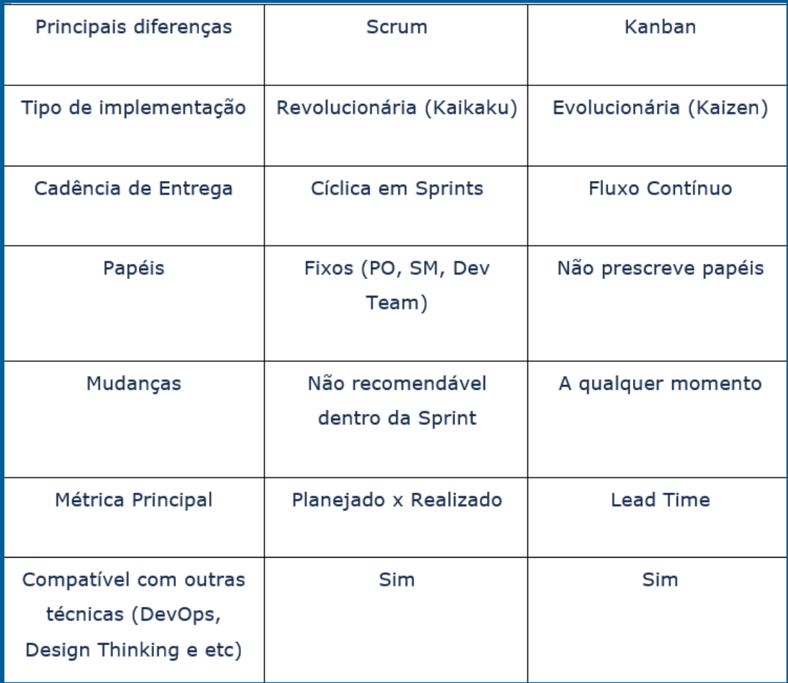 Principais diferenças
Scrum
Kanban
Tipo de implementação
Revolucionária (Kaikaku)
Evolucionária (Kaizen)
Cadência de Entrega
Cíclica em Sprints
Fluxo Contínuo
Papéis
Fixos (PO, SM, Dev
Team)
Não prescreve papéis
Mudanças
Não recomendável
dentro da Sprint
A qualquer momento
Métrica Principal
Planejado x Realizado
Lead Time
Compatível com outras
técnicas (DevOps,
Design Thinking e etc)
Sim
Sim